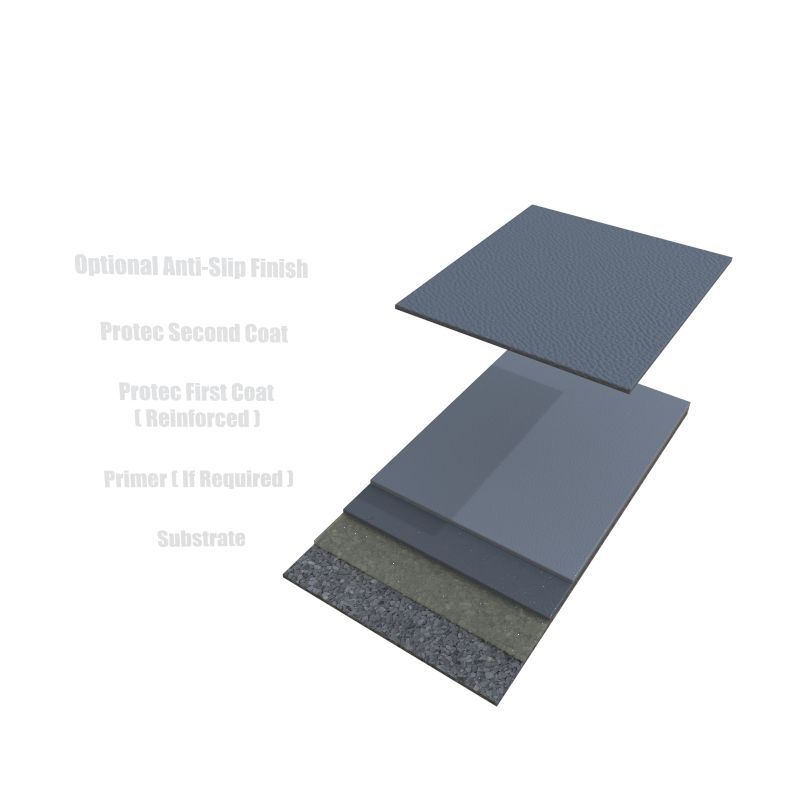 Optional Anti-Slip Finish
Protec Second Coat
Protec First Coat
( Reinforced )
Primer ( If Required )
Substrate